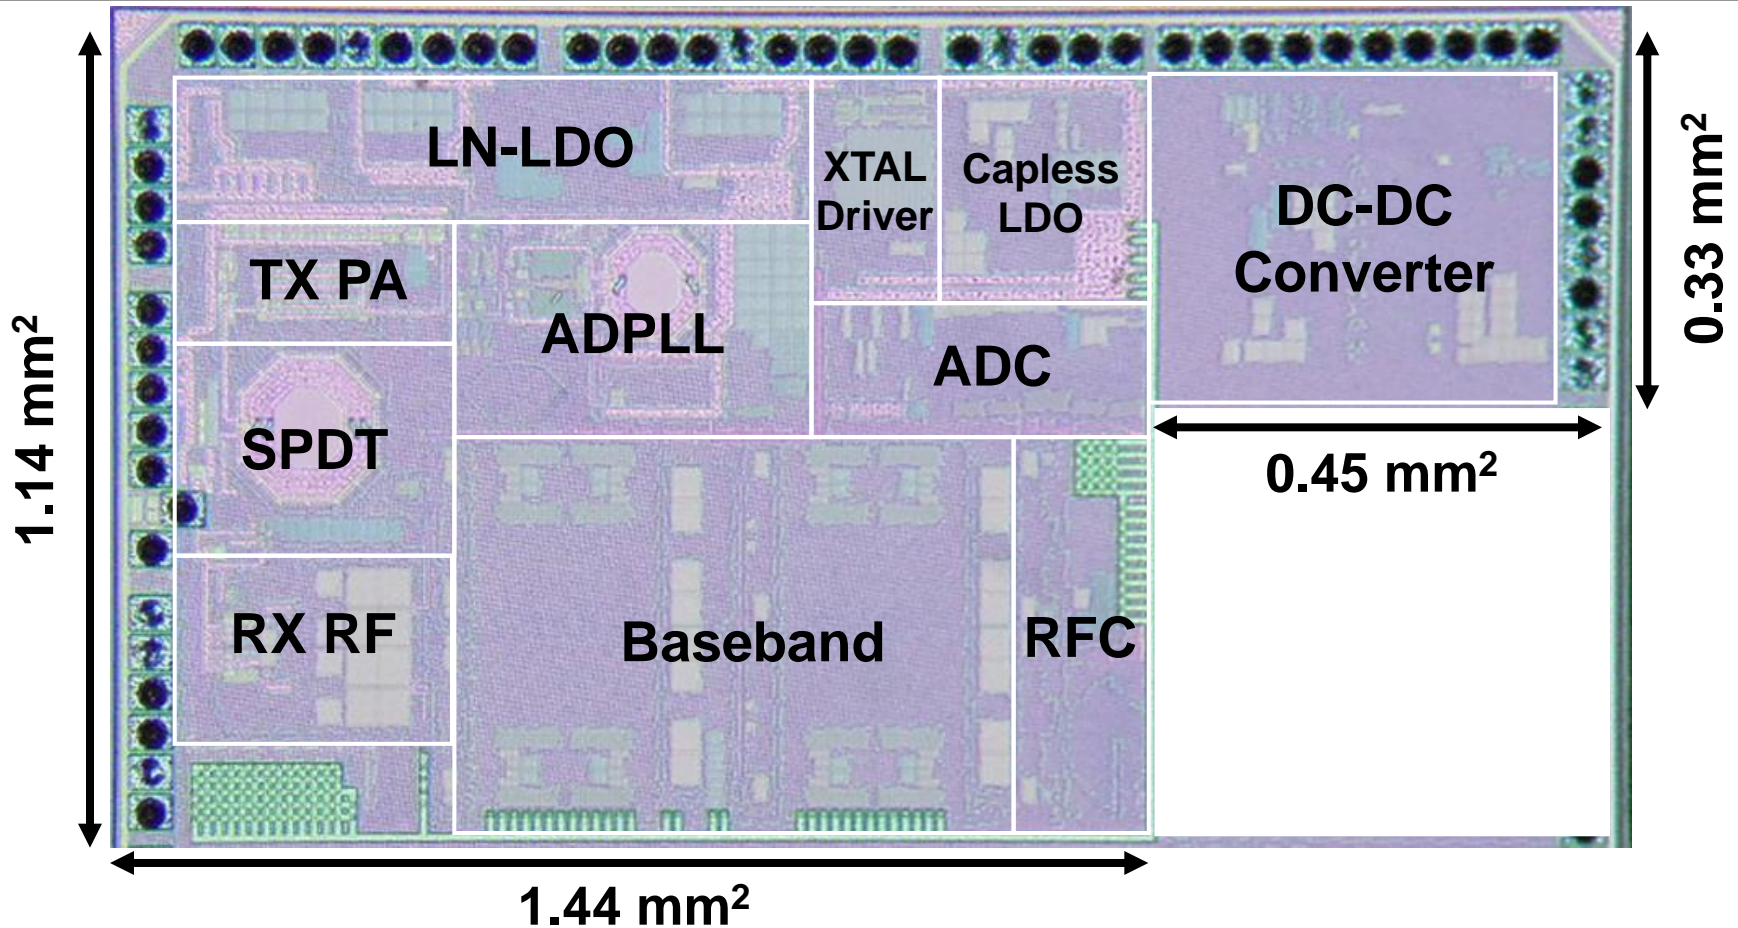 LN-LDO
XTAL
Driver
Capless
LDO
DC-DC
Converter
TX PA
ADPLL
ADC
SPDT
RX RF
Baseband
RFC
1.14 mm²
0.33 mm²
0.45 mm²
1.44 mm²